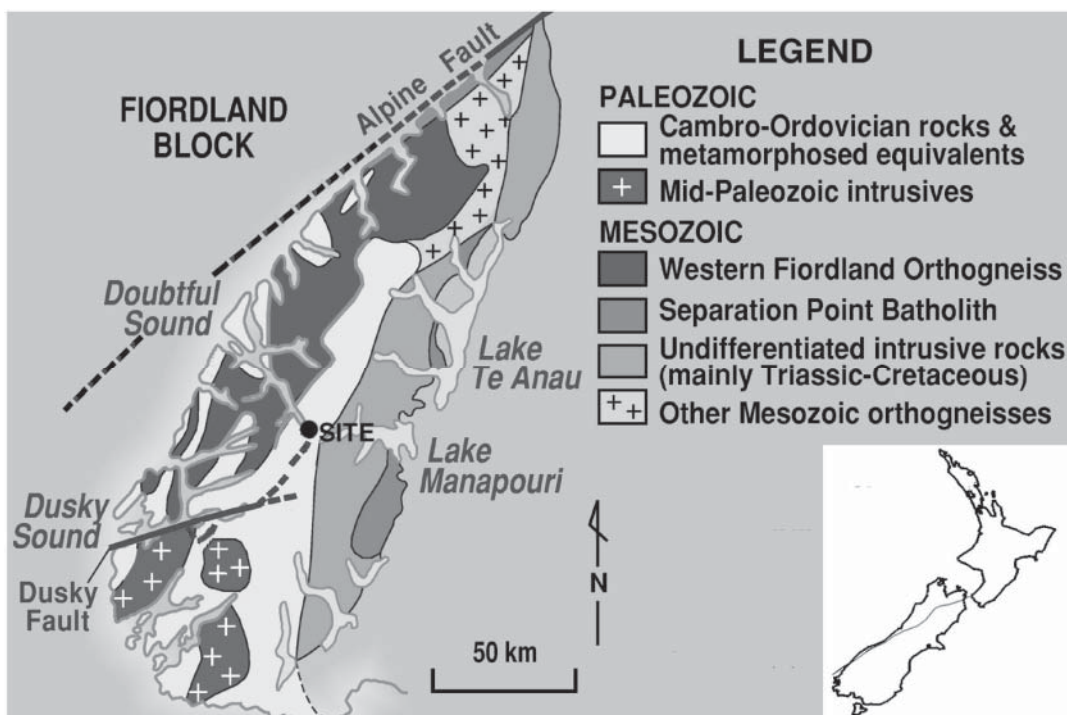 FIORDLAND
BLOCK
Alpine Fault
Doubtful
Sound
SITE
Lake
Te Anau
Lake
Manapouri
Dusky
Sound
Dusky
Fault
N
50 km
LEGEND
PALEOZOIC
Cambro-Ordovician rocks &
metamorphosed equivalents
Mid-Paleozoic intrusives
MESOZOIC
Western Fiordland Orthogneiss
Separation Point Batholith
Undifferentiated intrusive rocks
(mainly Triassic-Cretaceous)
Other Mesozoic orthogneisses